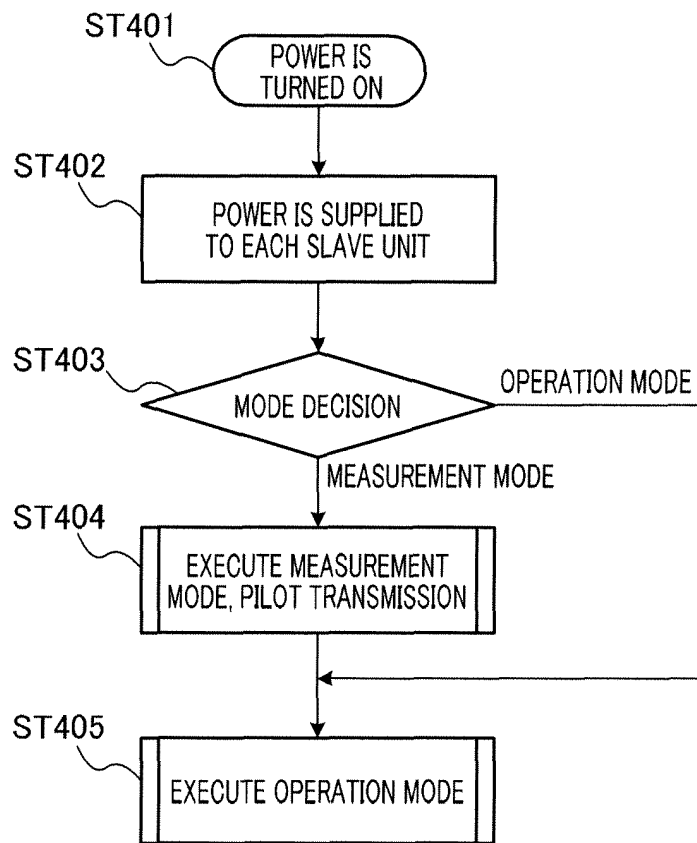 ST401
POWER IS
TURNED ON
ST402
POWER IS SUPPLIED
TO EACH SLAVE UNIT
ST403
MODE DECISION
OPERATION MODE
MEASUREMENT MODE
ST404
EXECUTE MEASUREMENT
MODE, PILOT TRANSMISSION
ST405
EXECUTE OPERATION MODE